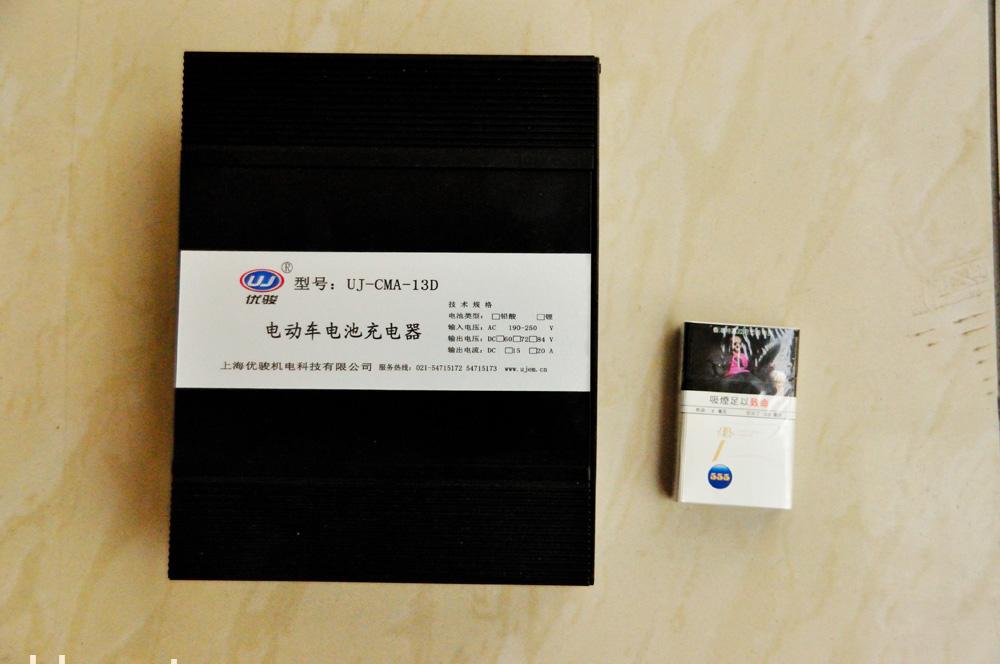 UJ®
优骏
型号：UJ-CMA-13D
电动车电池充电器
技术规格
电池类型：□铅酸 □锂
输入电压：AC 190-250 V
输出电压：DC□60□72□84 V
输出电流：DC □15 □20 A
上海优骏机电科技有限公司 服务热线：021-54715172 54715173 www.ujem.cn
吸煙足以致命
555